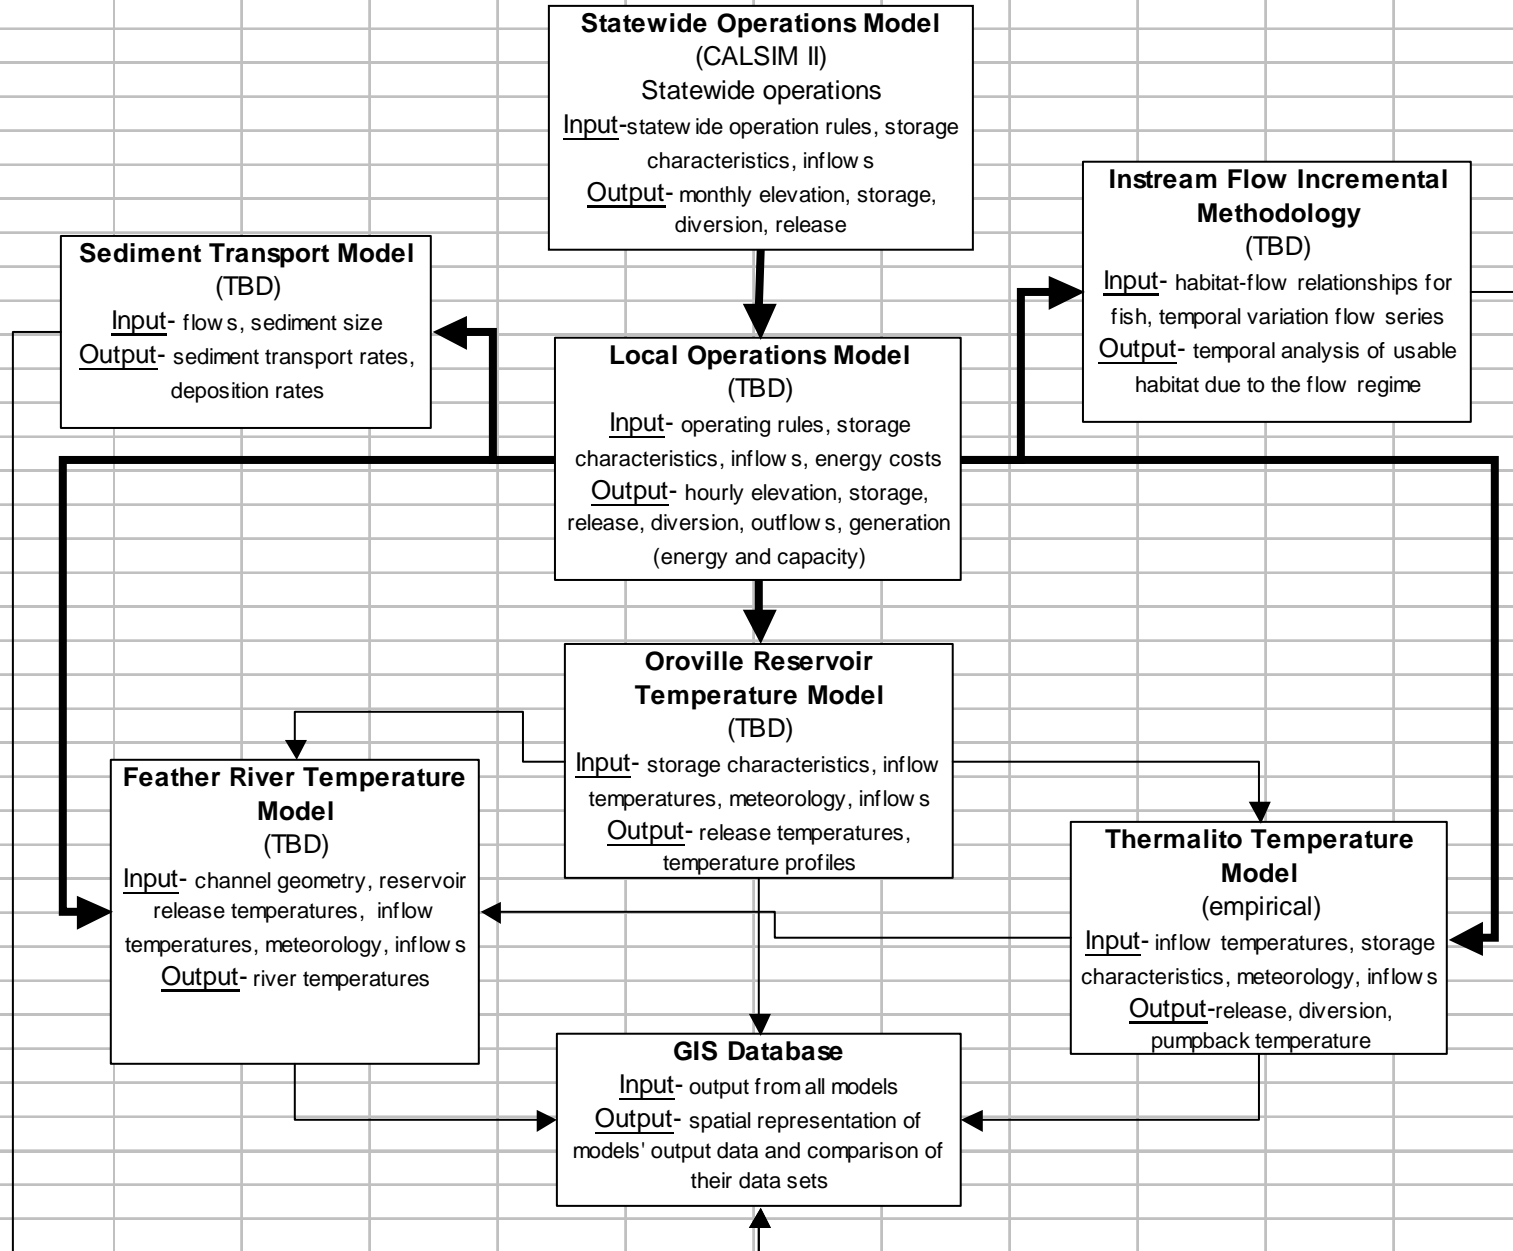 Statewide Operations Model
(CALSIM II)
Statewide operations
Input-statewide operation rules, storage
characteristics, inflows
Output- monthly elevation, storage,
diversion, release
Instream Flow Incremental
Methodology
(TBD)
Input- habitat-flow relationships for
fish, temporal variation flow series
Output- temporal analysis of usable
habitat due to the flow regime
Sediment Transport Model
(TBD)
Input- flows, sediment size
Output- sediment transport rates,
deposition rates
Local Operations Model
(TBD)
Input- operating rules, storage
characteristics, inflows, energy costs
Output- hourly elevation, storage,
release, diversion, outflows, generation
(energy and capacity)
Oroville Reservoir
Temperature Model
(TBD)
Input- storage characteristics, inflow
temperatures, meteorology, inflows
Output- release temperatures,
temperature profiles
Feather River Temperature
Model
(TBD)
Input- channel geometry, reservoir
release temperatures, inflow
temperatures, meteorology, inflows
Output- river temperatures
Thermalito Temperature
Model
(empirical)
Input- inflow temperatures, storage
characteristics, meteorology, inflows
Output-release, diversion,
pumpback temperature
GIS Database
Input- output from all models
Output- spatial representation of
models' output data and comparison of
their data sets